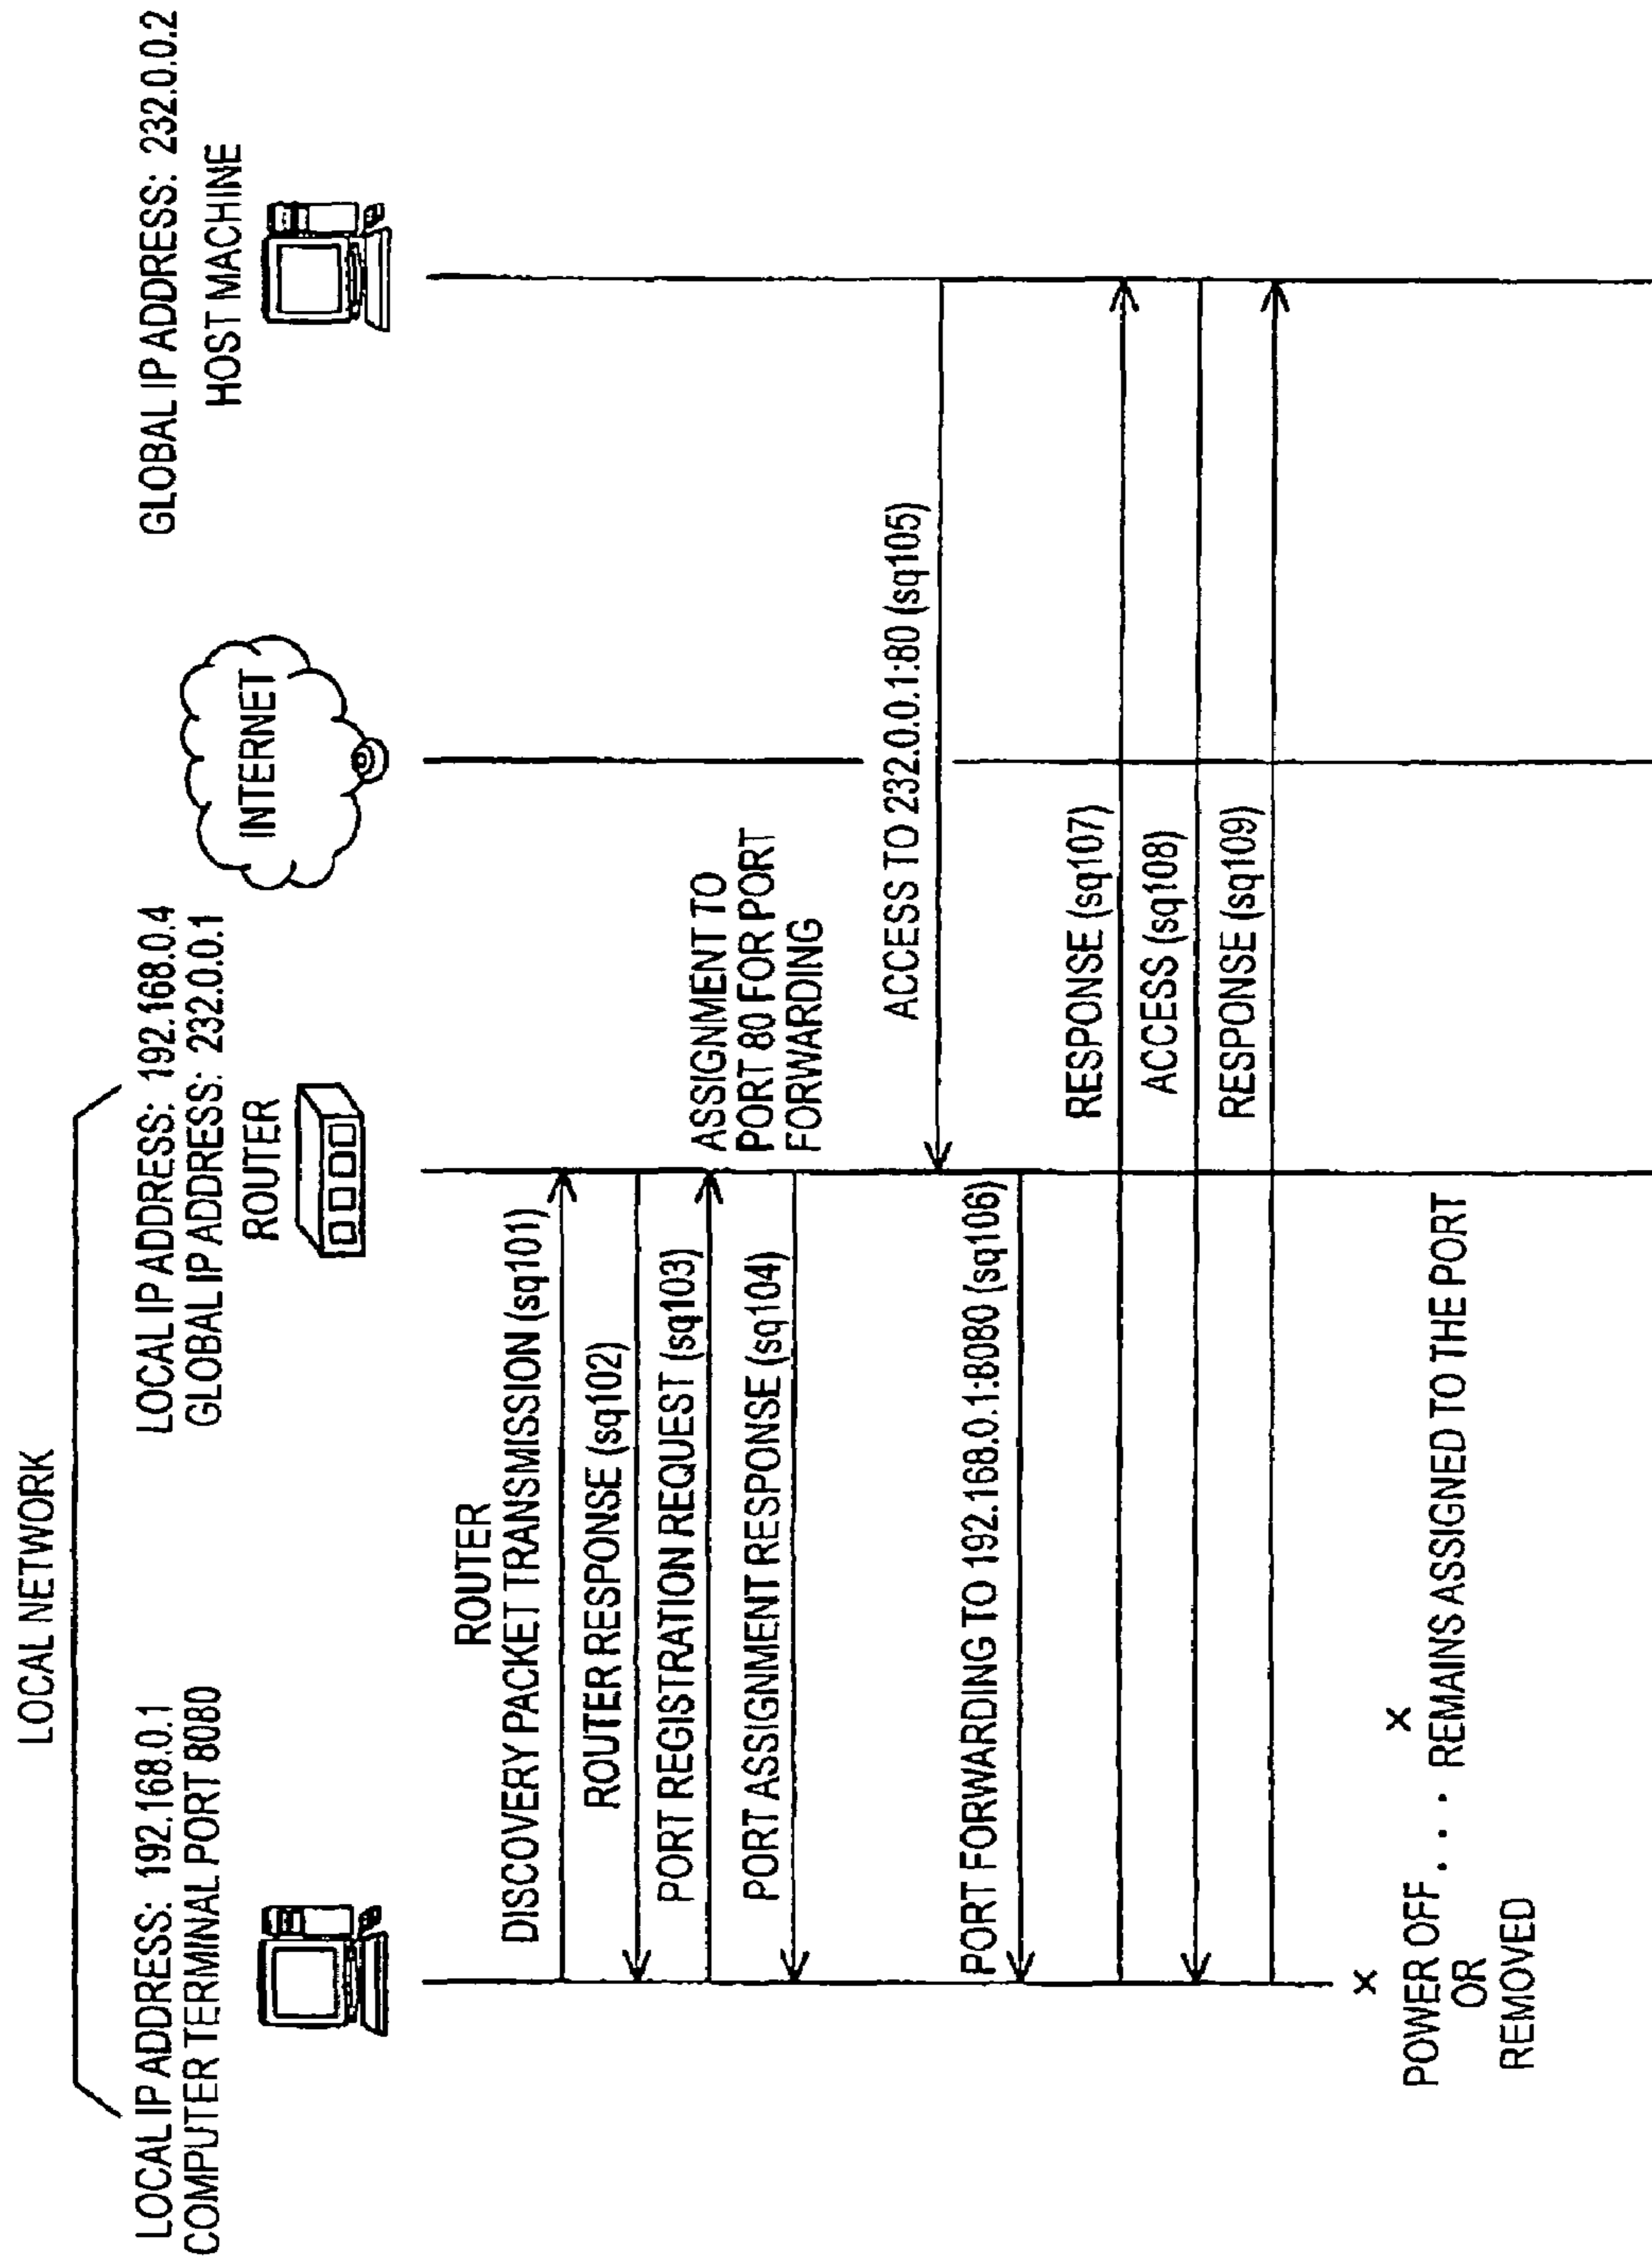 LOCAL NETWORK
LOCAL IP ADDRESS: 192.168.0.1
COMPUTER TERMINAL PORT 8080
LOCAL IP ADDRESS: 192.168.0.4
GLOBAL IP ADDRESS: 232.0.0.1
ROUTER
INTERNET
GLOBAL IP ADDRESS: 232.0.0.2
HOST MACHINE
ROUTER
DISCOVERY PACKET TRANSMISSION (sq101)
ROUTER RESPONSE (sq102)
PORT REGISTRATION REQUEST (sq103)
ASSIGNMENT TO
PORT 80 FOR PORT
FORWARDING
PORT ASSIGNMENT RESPONSE (sq104)
ACCESS TO 232.0.0.1:80 (sq105)
PORT FORWARDING TO 192.168.0.1:8080 (sq106)
RESPONSE (sq107)
ACCESS (sq108)
RESPONSE (sq109)
x
x
POWER OFF . . . REMAINS ASSIGNED TO THE PORT
OR
REMOVED